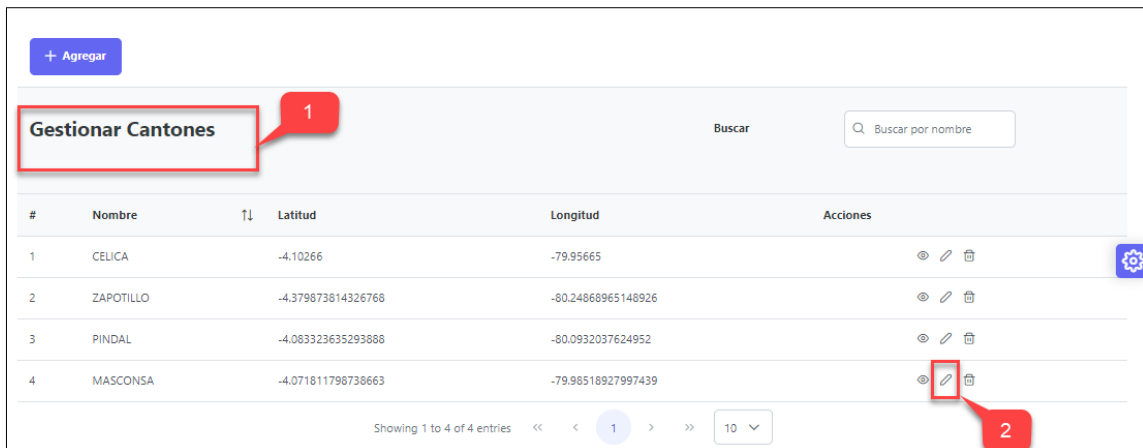 + Agregar
1
Gestionar Cantones
Buscar
Buscar por nombre
# Nombre Latitud Longitud Acciones
1 CELICA -4.10266 -79.95665
2 ZAPOTILLO -4.379873814326768 -80.24868965148926
3 PINDAL -4.083323635293888 -80.0932037624952
4 MASCONSA -4.071811798738663 -79.98518927997439
Showing 1 to 4 of 4 entries << < 1 > >> 10
2